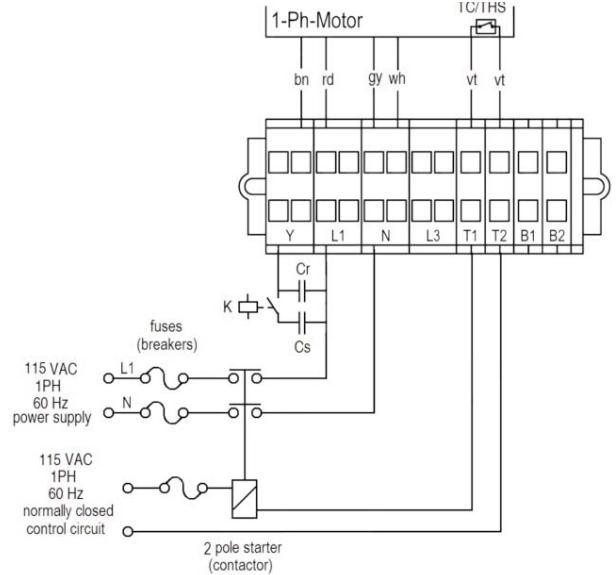 TC/THS
1-Ph-Motor
bn rd gy wh vt vt
Y L1 N L3 T1 T2 B1 B2
Cr
K
Cs
fuses
(breakers)
115 VAC
1PH
60 Hz
power supply
L1
N
115 VAC
1PH
60 Hz
normally closed
control circuit
2 pole starter
(contactor)